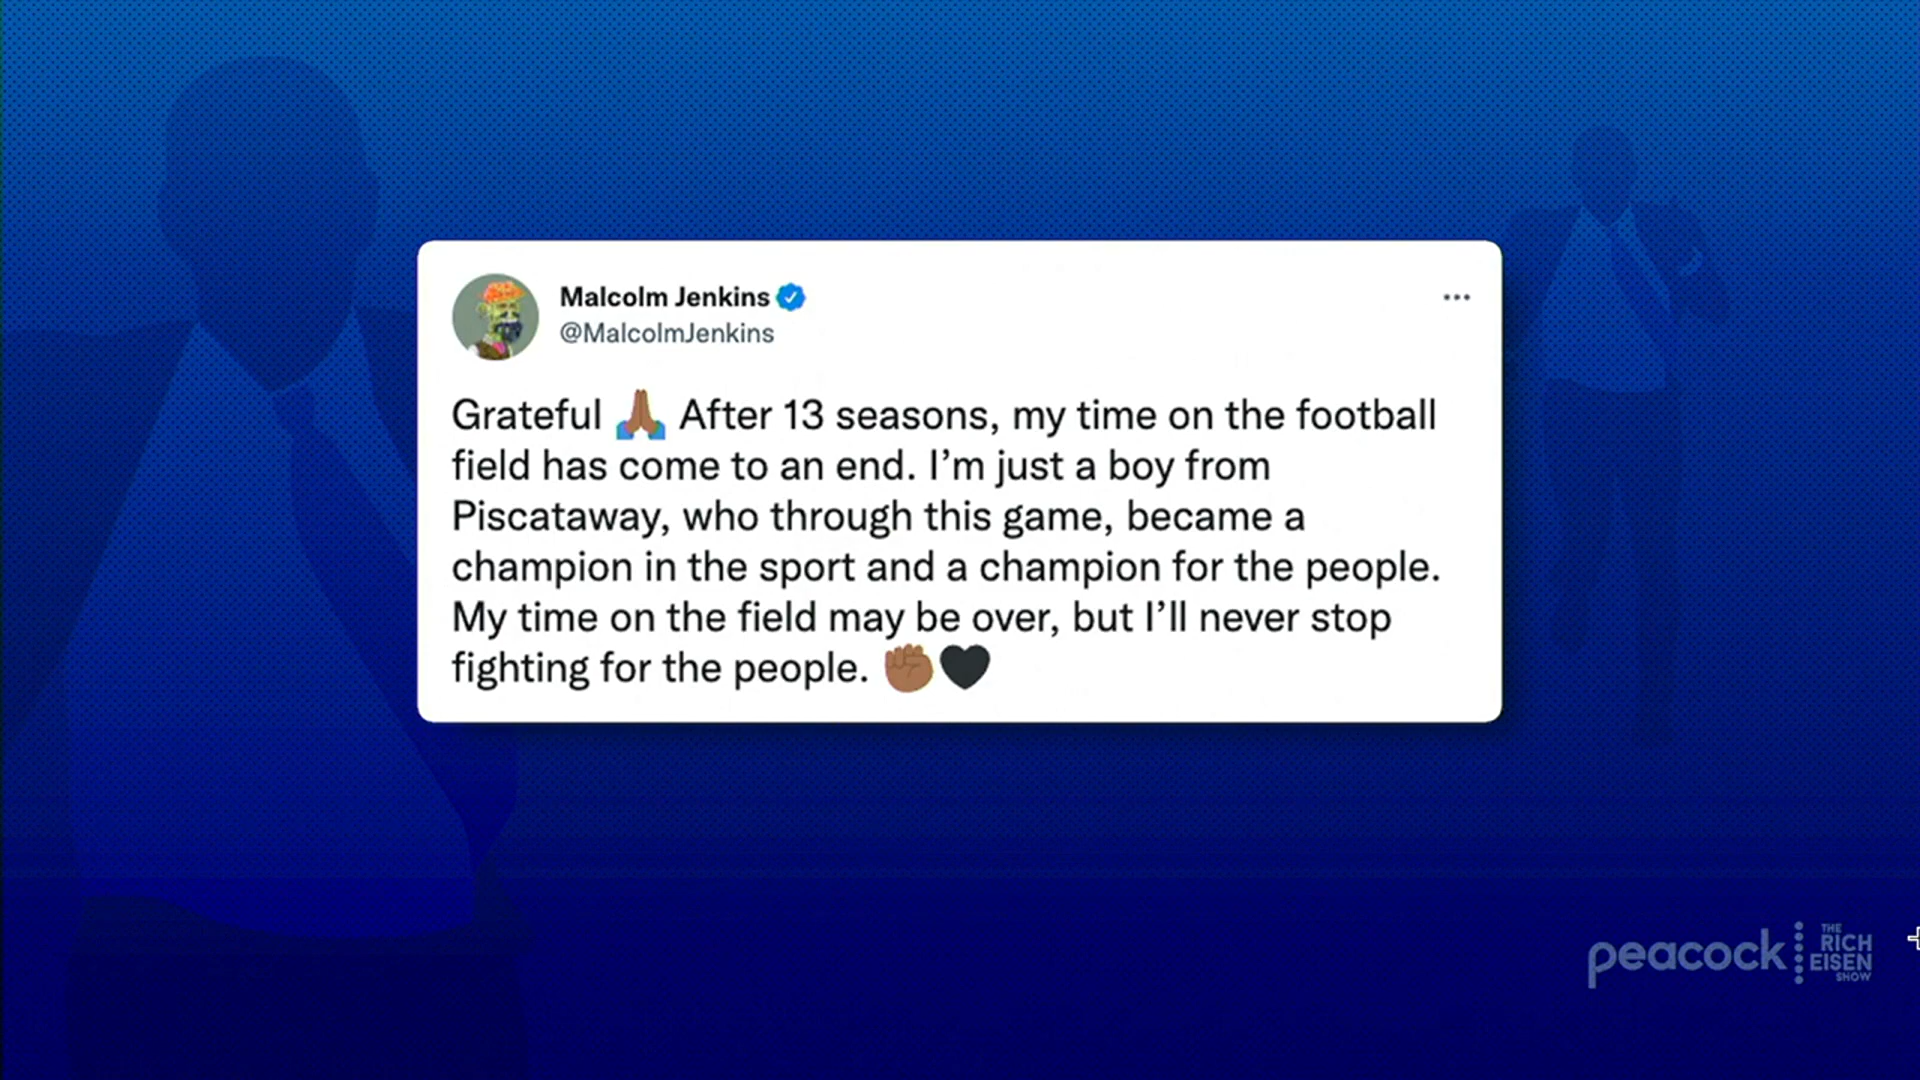 Malcolm Jenkins
@MalcolmJenkins
Grateful 🙏🏾 After 13 seasons, my time on the football
field has come to an end. I’m just a boy from
Piscataway, who through this game, became a
champion in the sport and a champion for the people.
My time on the field may be over, but I’ll never stop
fighting for the people. ✊🏾🖤
peacock
THE
RICH
EISEN
SHOW